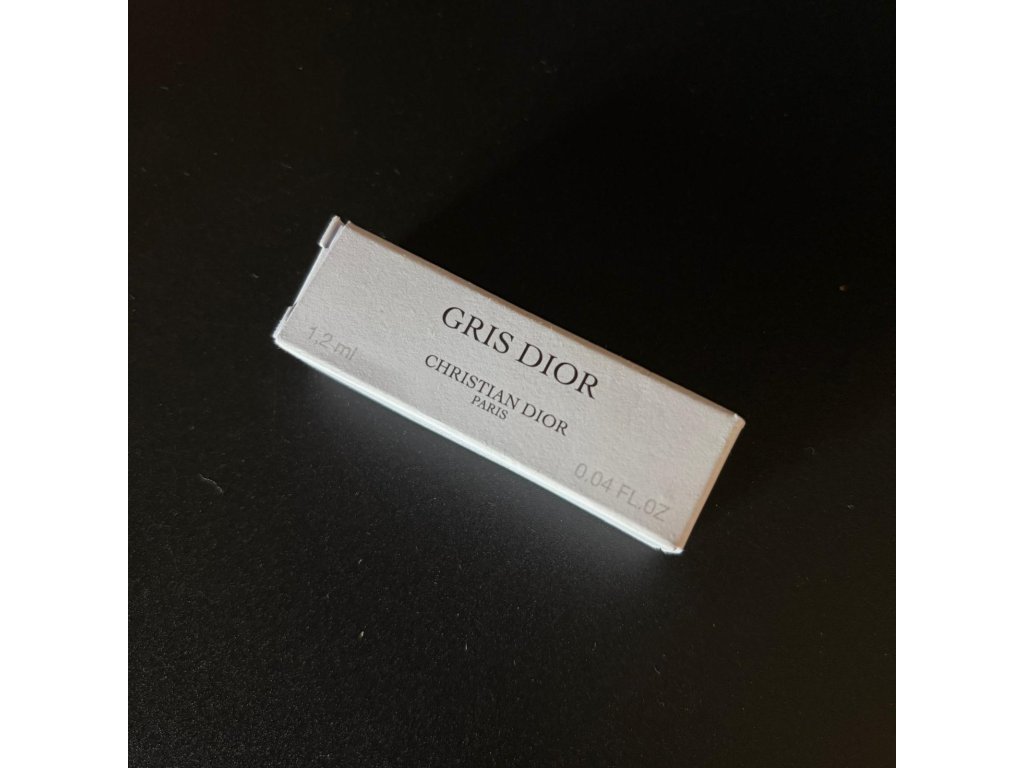 GRIS DIOR
CHRISTIAN DIOR
PARIS
1.2 ml
0.04 FL.OZ